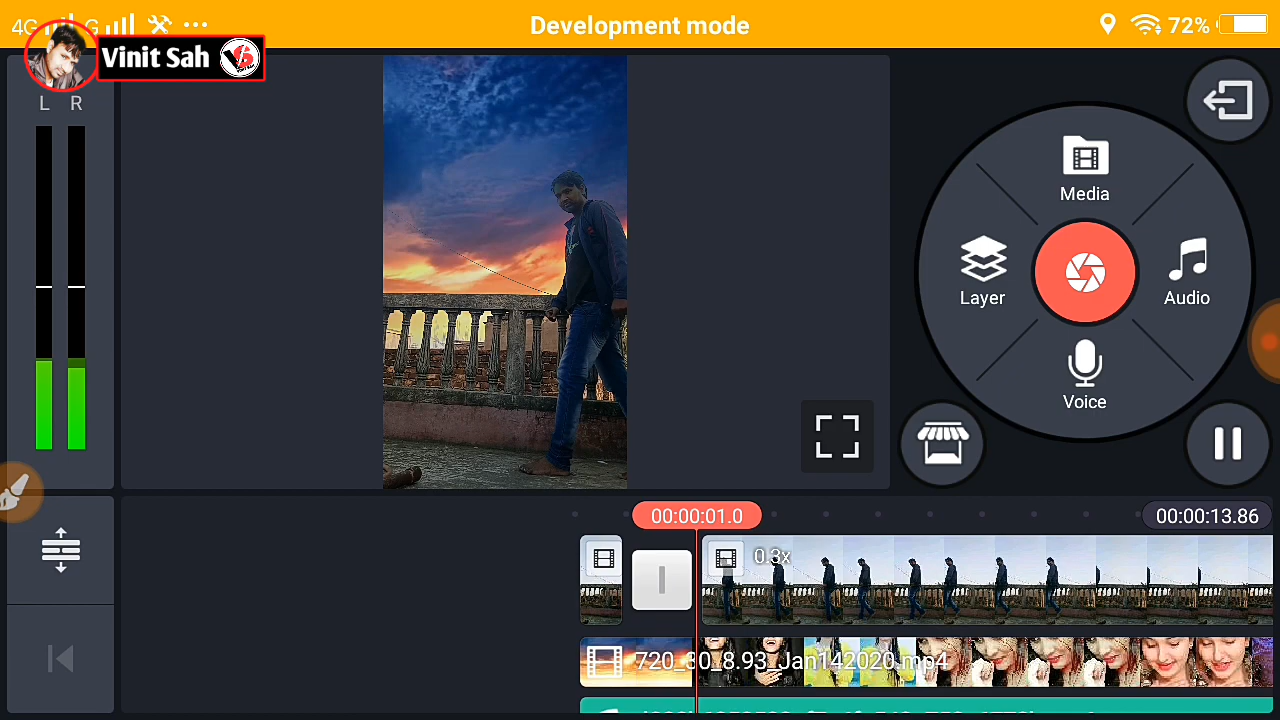 4G G ... Development mode 72%
Vinit Sah
L R
Media
Layer
Audio
Voice
00:00:01.0
00:00:13.86
0.3x
720_30_8.93_Jan142020.mp4